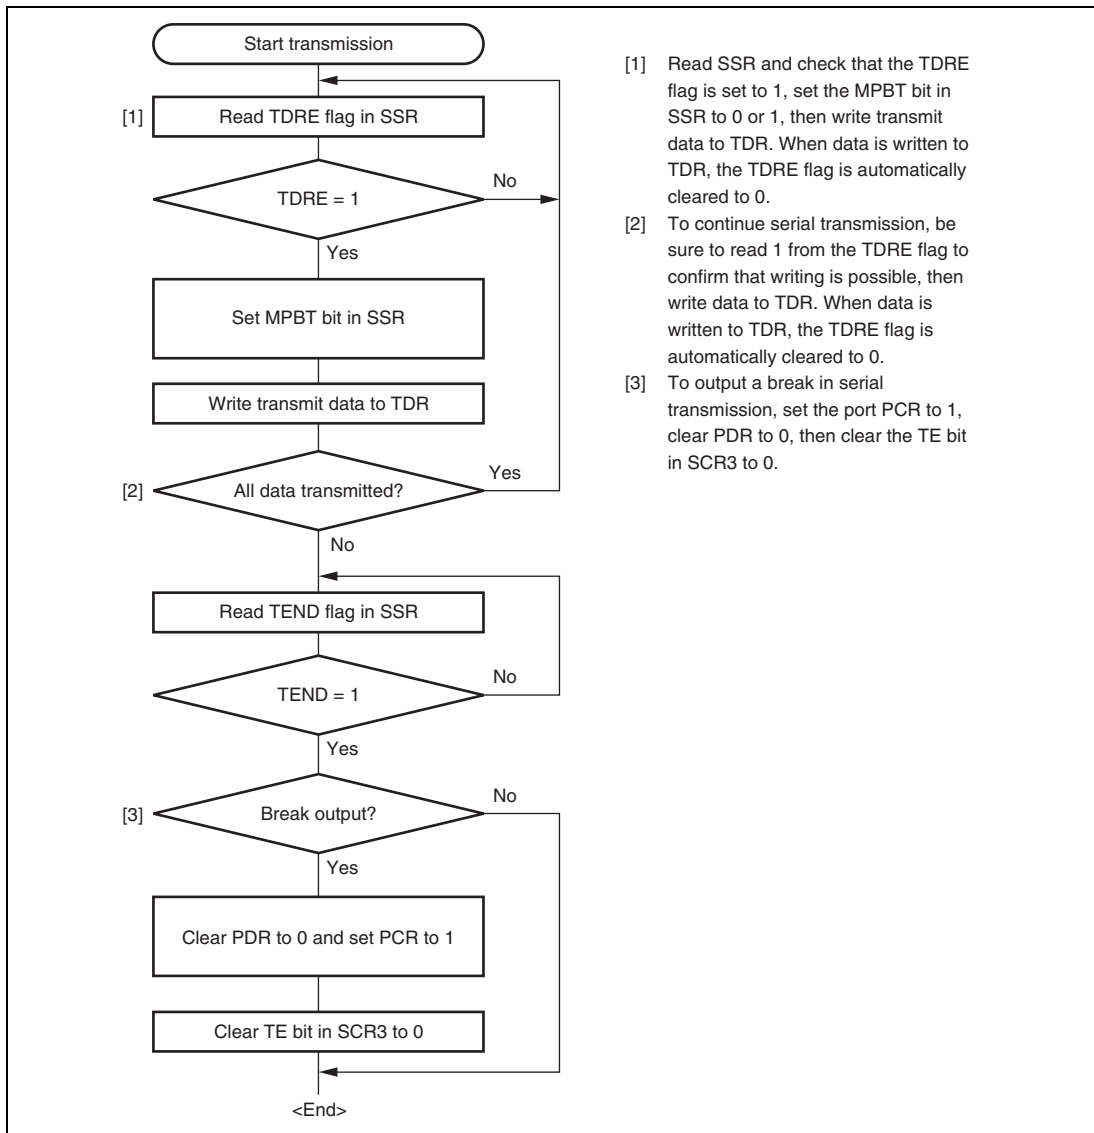 Start transmission
[1]
Read TDRE flag in SSR
TDRE = 1
No
Yes
Set MPBT bit in SSR
Write transmit data to TDR
[2]
All data transmitted?
Yes
No
Read TEND flag in SSR
TEND = 1
No
Yes
[3]
Break output?
No
Yes
Clear PDR to 0 and set PCR to 1
Clear TE bit in SCR3 to 0
<End>
[1] Read SSR and check that the TDRE
flag is set to 1, set the MPBT bit in
SSR to 0 or 1, then write transmit
data to TDR. When data is written to
TDR, the TDRE flag is automatically
cleared to 0.
[2] To continue serial transmission, be
sure to read 1 from the TDRE flag to
confirm that writing is possible, then
write data to TDR. When data is
written to TDR, the TDRE flag is
automatically cleared to 0.
[3] To output a break in serial
transmission, set the port PCR to 1,
clear PDR to 0, then clear the TE bit
in SCR3 to 0.